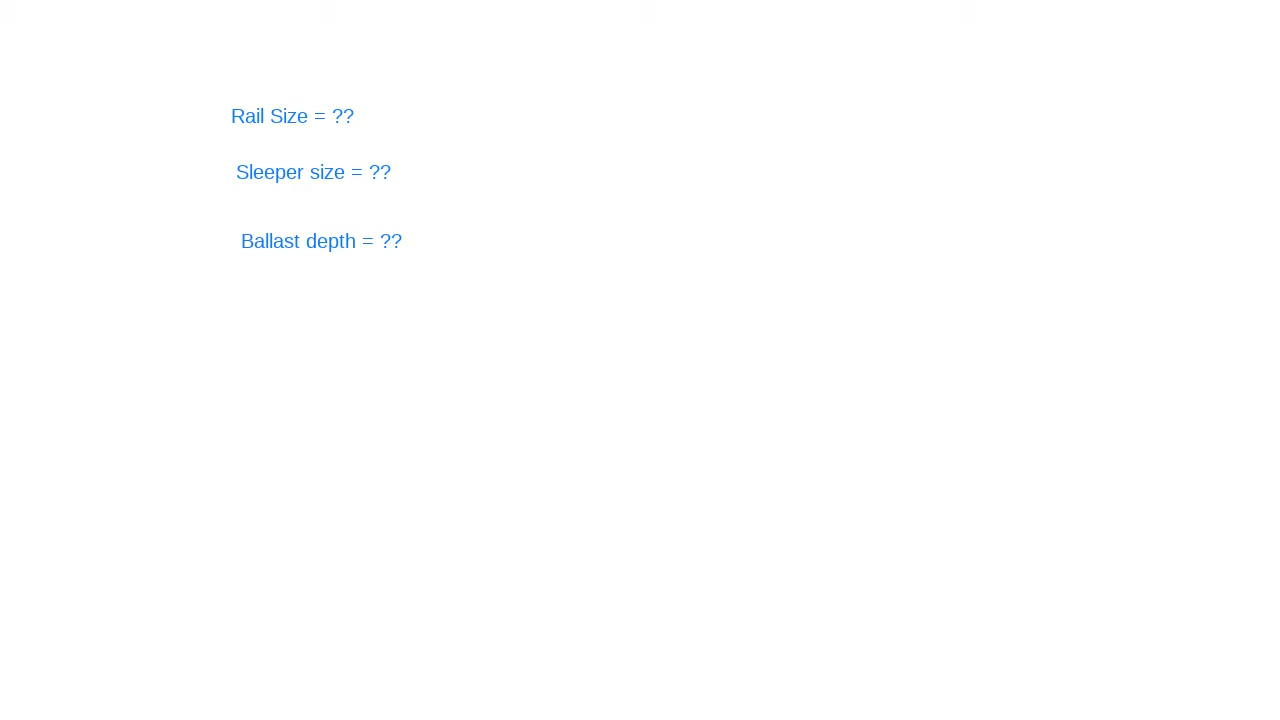 Rail Size = ??
Sleeper size = ??
Ballast depth = ??